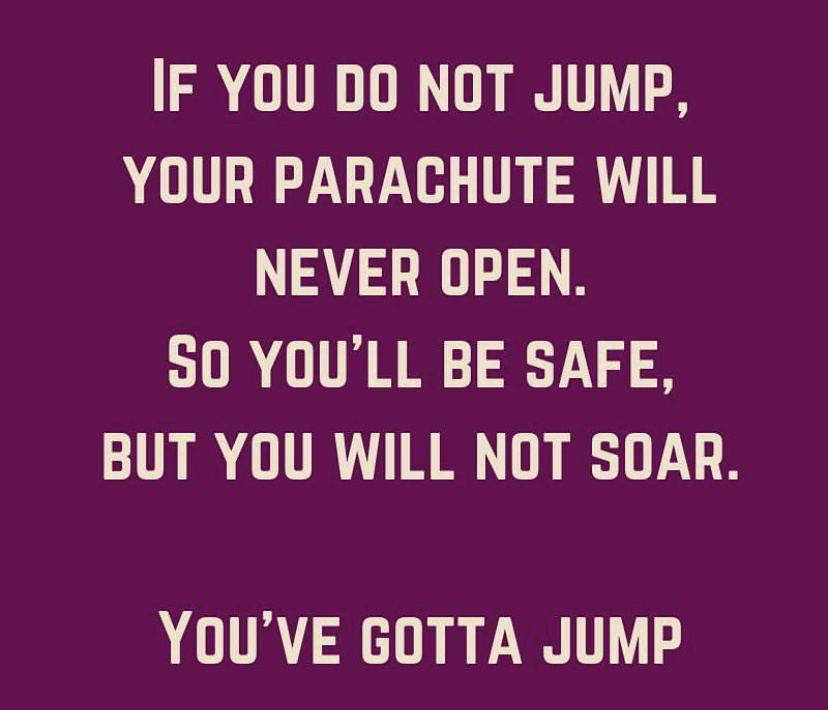 If you do not jump,
your parachute will
never open.
So you'll be safe,
but you will not soar.
You've gotta jump